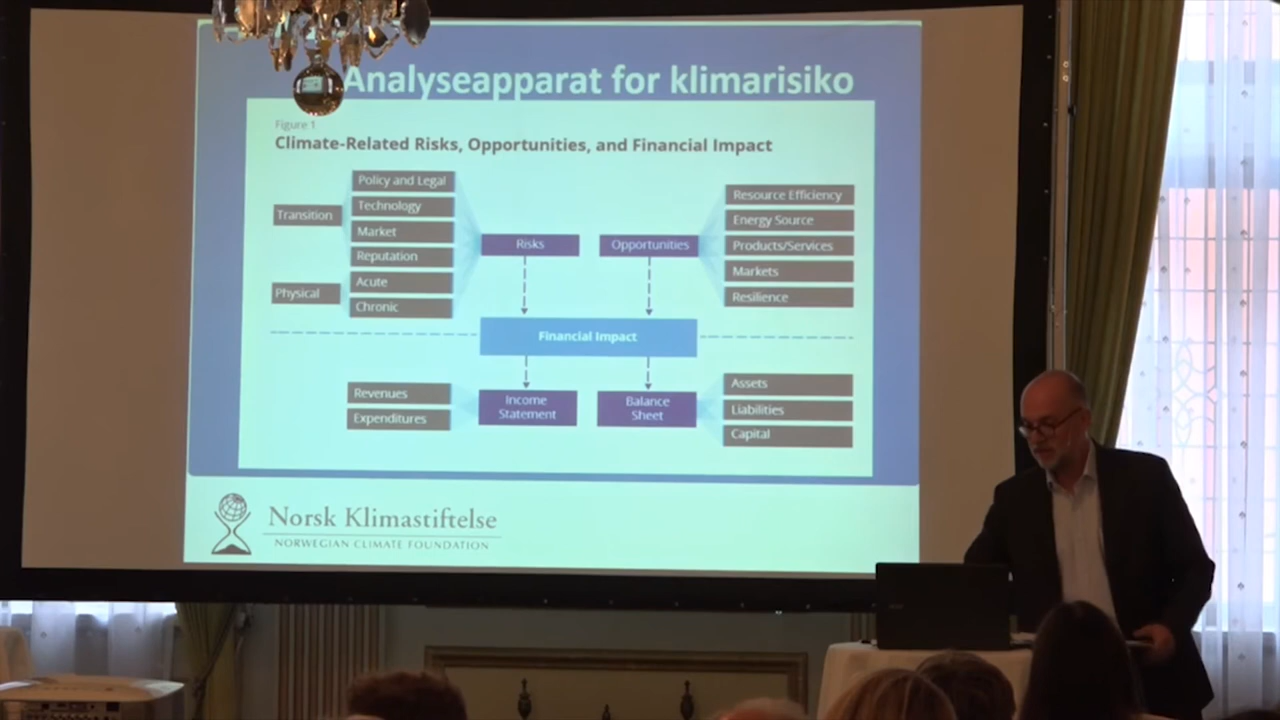 Analyseapparat for klimarisiko
Figure 1
Climate-Related Risks, Opportunities, and Financial Impact
Transition
Physical
Policy and Legal
Technology
Market
Reputation
Acute
Chronic
Risks
Opportunities
Resource Efficiency
Energy Source
Products/Services
Markets
Resilience
Financial Impact
Revenues
Expenditures
Income
Statement
Balance
Sheet
Assets
Liabilities
Capital
Norsk Klimastiftelse
NORWEGIAN CLIMATE FOUNDATION